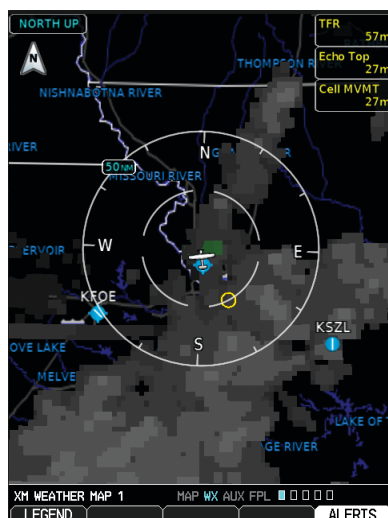 NORTH UP
TFR
57m
N
Echo Top
27m
THOMPSON RIVER
Cell MVMT
27m
NISHNABOTNA RIVER
N
RIVER
50NM
MISSOURI RIVER
W
E
ERVOIR
KFOE
KSZL
S
OVE LAKE
MELVE
LAKE OF T
GE RIVER
XM WEATHER MAP 1 MAP WX AUX FPL
LEGEND ALERTS